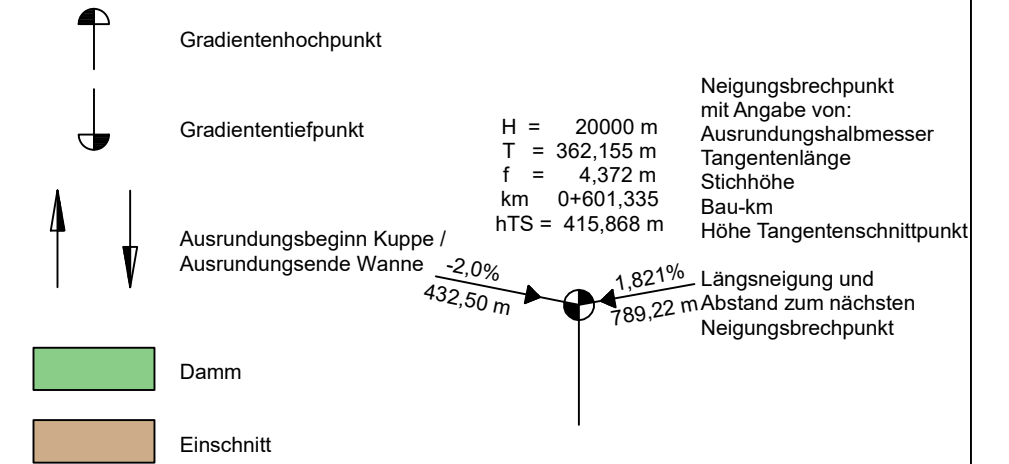 Gradientenhochpunkt
Gradiententiefpunkt
Ausrundungsbeginn Kuppe /
Ausrundungsende Wanne
Damm
Einschnitt
H = 20000 m
T = 362,155 m
f = 4,372 m
km 0+601,335
hTS = 415,868 m
-2,0%
432,50 m
1,821%
789,22 m
Neigungsbrechpunkt
mit Angabe von:
Ausrundungshalbmesser
Tangentenlänge
Stichhöhe
Bau-km
Höhe Tangentenschnittpunkt
Längsneigung und
Abstand zum nächsten
Neigungsbrechpunkt